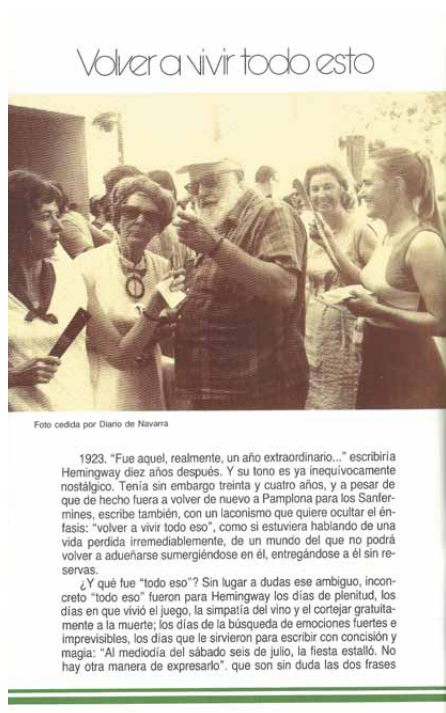 Volver a vivir todo esto
Foto cedida por Diario de Navarra
1923. “Fue aquel, realmente, un año extraordinario...” escribiría
Hemingway diez años después. Y su tono es ya inequívocamente
nostálgico. Tenía sin embargo treinta y cuatro años, y a pesar de
que de hecho fuera a volver de nuevo a Pamplona para los Sanfer-
mines, escribe también, con un laconismo que quiere ocultar el én-
fasis: “volver a vivir todo eso”, como si estuviera hablando de una
vida perdida irremediablemente, de un mundo del que no podrá
volver a adueñarse sumergiéndose en él, entregándose a él sin re-
servas.
¿Y qué fue “todo eso”? Sin lugar a dudas ese ambiguo, incon-
creto “todo eso” fueron para Hemingway los días de plenitud, los
días en que vivió el juego, la simpatía del vino y el cortejar gratuita-
mente a la muerte; los días de la búsqueda de emociones fuertes e
imprevisibles, los días que le sirvieron para escribir con concisión y
magia: “Al mediodía del sábado seis de julio, la fiesta estalló. No
hay otra manera de expresarlo”. que son sin duda las dos frases